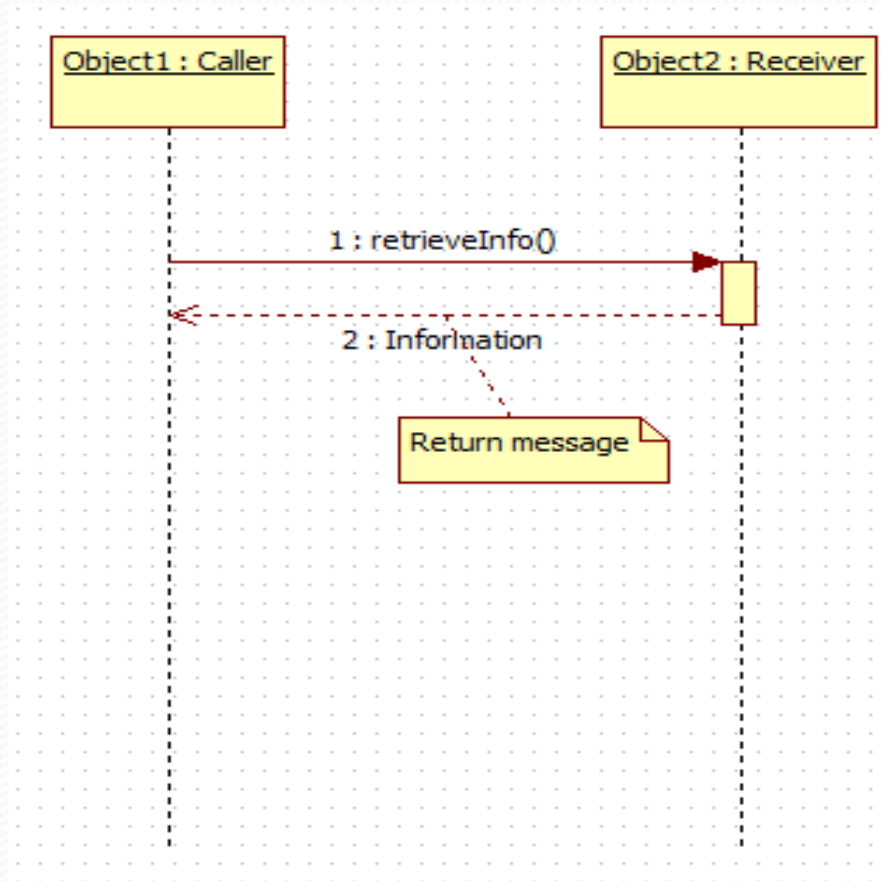 Object1 : Caller
Object2 : Receiver
1 : retrieveInfo()
2 : Information
Return message